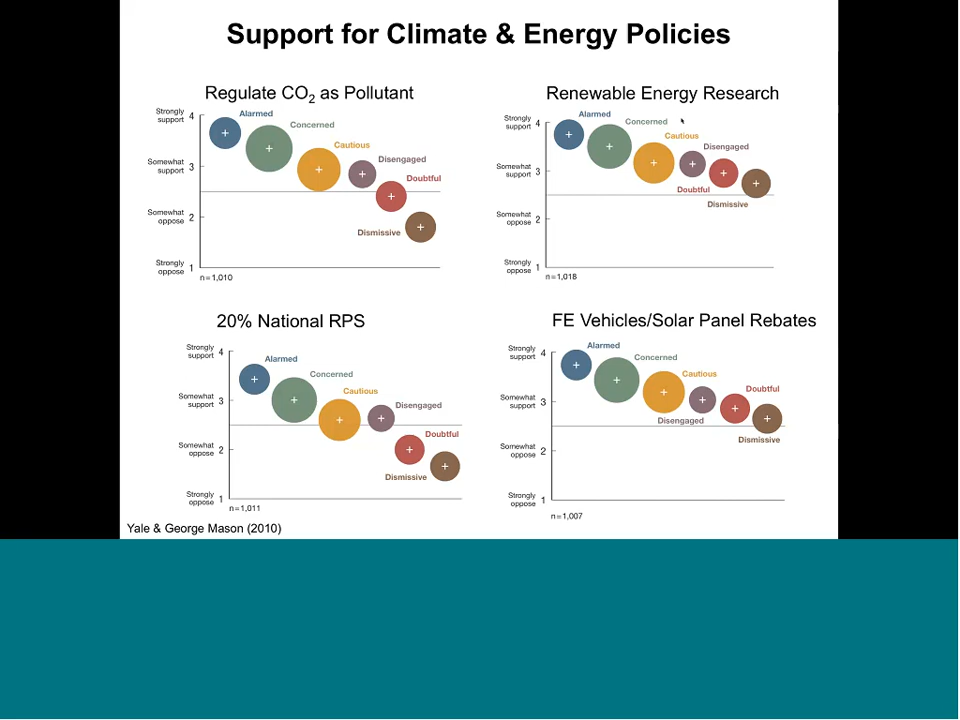 Support for Climate & Energy Policies
Regulate CO₂ as Pollutant
Strongly support 4
Somewhat support 3
Somewhat oppose 2
Strongly oppose 1
Alarmed
Concerned
Cautious
Disengaged
Doubtful
Dismissive
n=1,010
Renewable Energy Research
Strongly support 4
Somewhat support 3
Somewhat oppose 2
Strongly oppose 1
Alarmed
Concerned
Cautious
Disengaged
Doubtful
Dismissive
n=1,018
20% National RPS
Strongly support 4
Somewhat support 3
Somewhat oppose 2
Strongly oppose 1
Alarmed
Concerned
Cautious
Disengaged
Doubtful
Dismissive
n=1,011
FE Vehicles/Solar Panel Rebates
Strongly support 4
Somewhat support 3
Somewhat oppose 2
Strongly oppose 1
Alarmed
Concerned
Cautious
Doubtful
Disengaged
Dismissive
n=1,007
Yale & George Mason (2010)